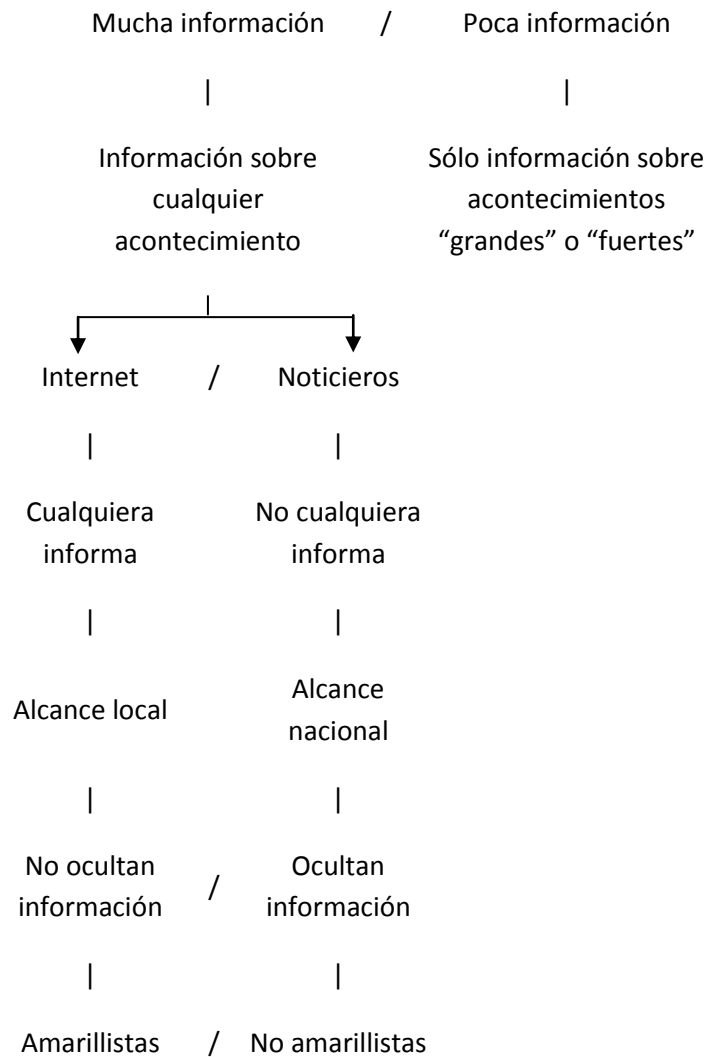 Mucha información / Poca información
| |
Información sobre Sólo información sobre
cualquier acontecimientos
acontecimiento “grandes” o “fuertes”
Internet / Noticieros
| |
Cualquiera No cualquiera
informa informa
| |
Alcance local Alcance
nacional
| |
No ocultan / Ocultan
información información
| |
Amarillistas / No amarillistas